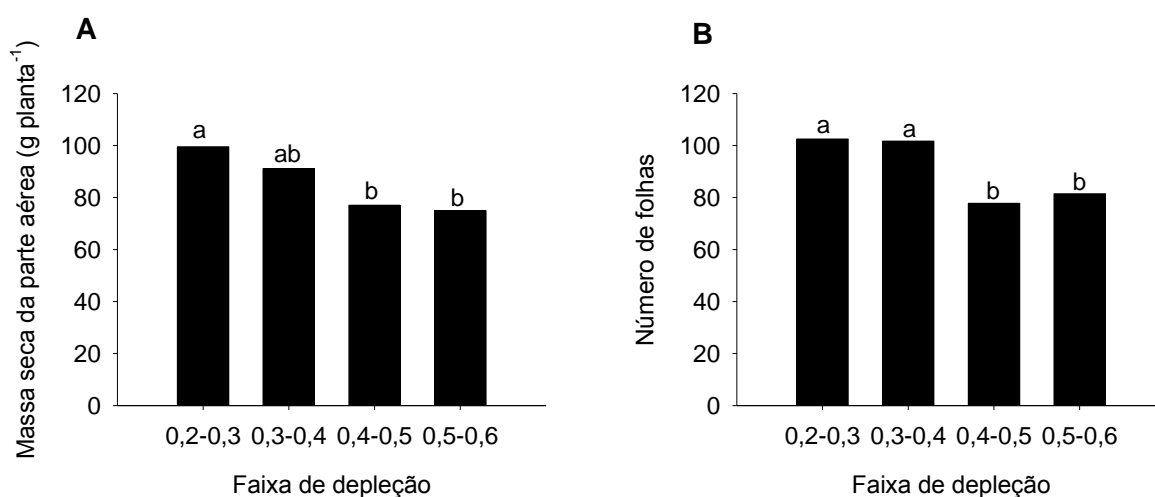 A
Massa seca da parte aérea (g planta⁻¹)
120
100
80
60
40
20
0
a
ab
b
b
0,2-0,3 0,3-0,4 0,4-0,5 0,5-0,6
Faixa de depleção
B
Número de folhas
120
100
80
60
40
20
0
a
a
b
b
0,2-0,3 0,3-0,4 0,4-0,5 0,5-0,6
Faixa de depleção